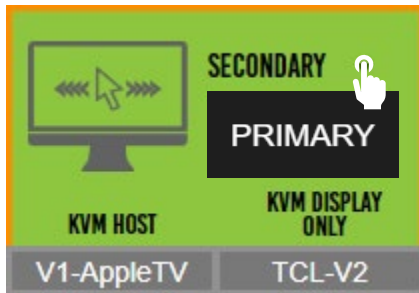 SECONDARY
PRIMARY
KVM HOST
KVM DISPLAY
ONLY
V1-AppleTV
TCL-V2